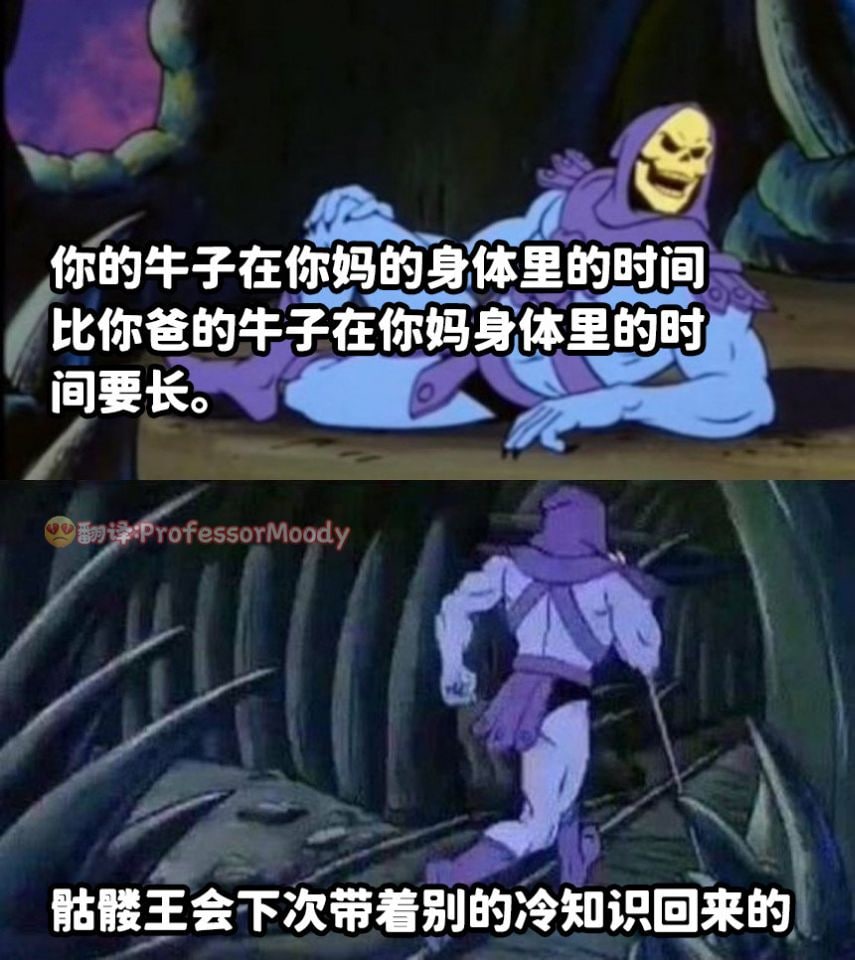 你的牛子在你妈的身体里的时间
比你爸的牛子在你妈身体里的时
间要长。
翻译:ProfessorMoody
骷髅王会下次带着别的冷知识回来的